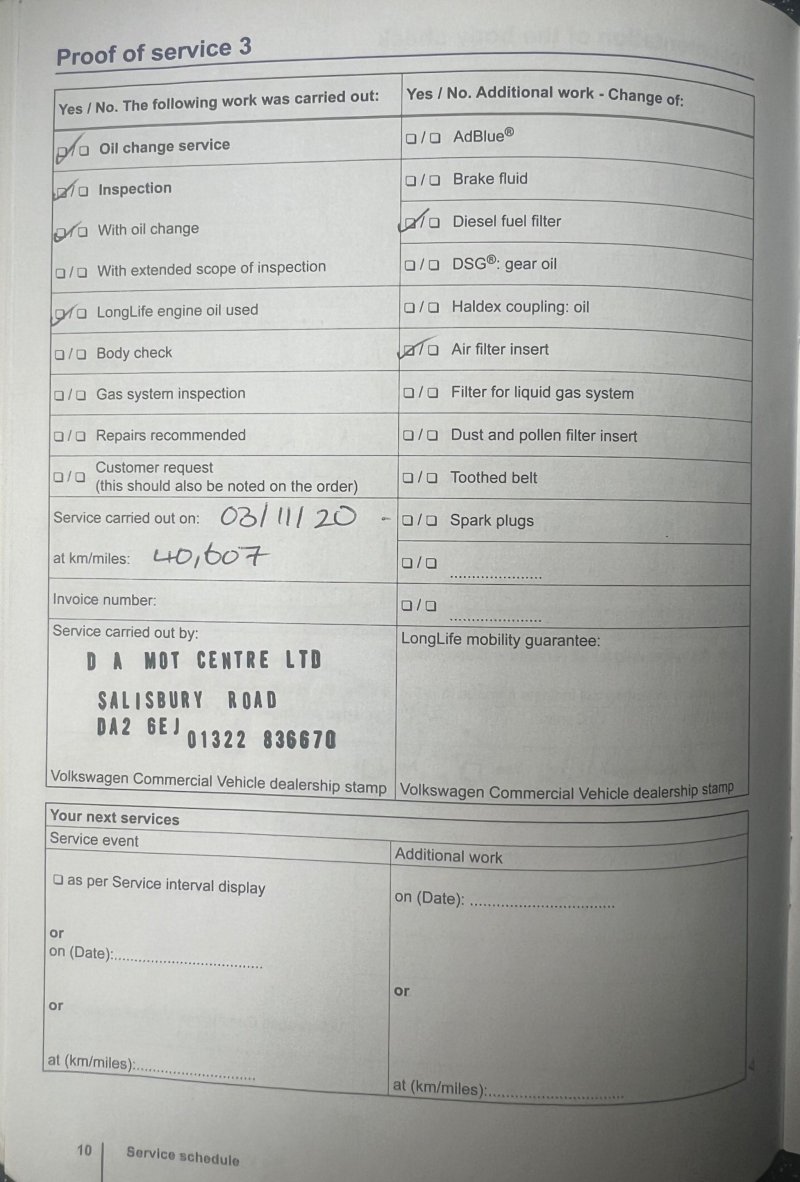 Proof of service 3
Yes / No. The following work was carried out:
☑/❏ Oil change service
☑/❏ Inspection
☑/❏ With oil change
❏/❏ With extended scope of inspection
☑/❏ LongLife engine oil used
❏/❏ Body check
❏/❏ Gas system inspection
❏/❏ Repairs recommended
❏/❏ Customer request
(this should also be noted on the order)
Service carried out on: 03/11/20
at km/miles: 40,607
Invoice number:
Service carried out by:
D A MOT CENTRE LTD
SALISBURY ROAD
DA2 6EJ
01322 836670
Volkswagen Commercial Vehicle dealership stamp
Yes / No. Additional work - Change of:
❏/❏ AdBlue®
❏/❏ Brake fluid
☑/❏ Diesel fuel filter
❏/❏ DSG®: gear oil
❏/❏ Haldex coupling: oil
☑/❏ Air filter insert
❏/❏ Filter for liquid gas system
❏/❏ Dust and pollen filter insert
❏/❏ Toothed belt
❏/❏ Spark plugs
❏/❏ .....................
❏/❏ .....................
LongLife mobility guarantee:
Volkswagen Commercial Vehicle dealership stamp
Your next services
Service event
❏ as per Service interval display
or
on (Date):.................................
or
at (km/miles):..........................
Additional work
on (Date): ................................
or
at (km/miles):..............................
10 Service schedule